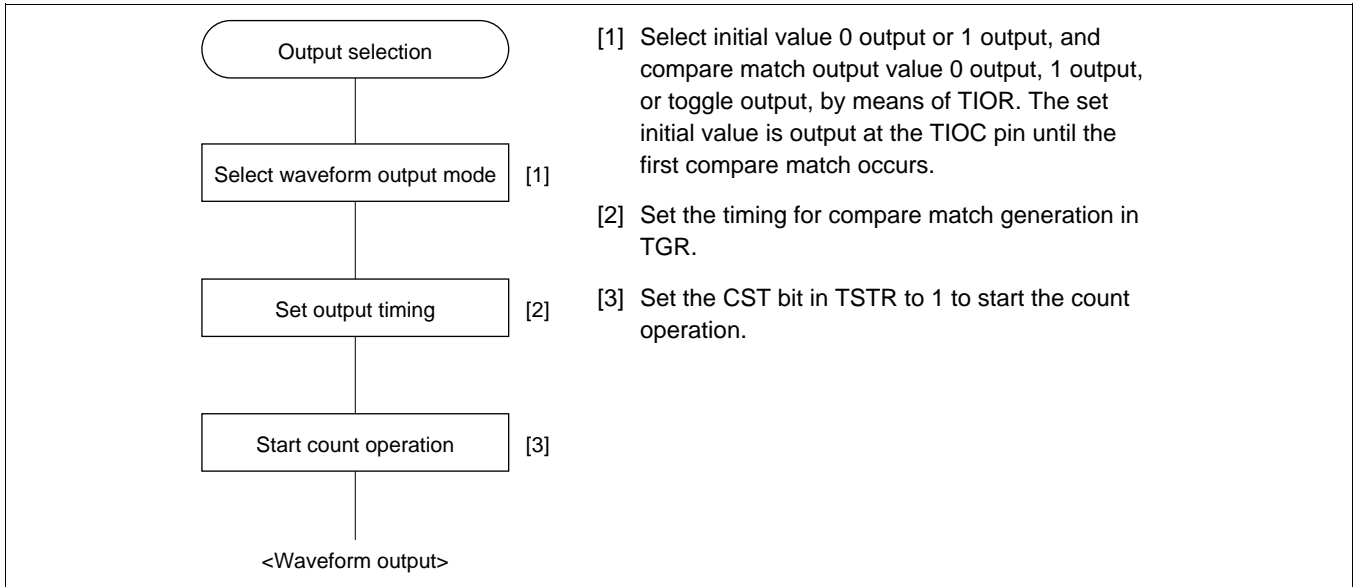 Output selection
Select waveform output mode [1]
Set output timing [2]
Start count operation [3]
<Waveform output>
[1] Select initial value 0 output or 1 output, and
compare match output value 0 output, 1 output,
or toggle output, by means of TIOR. The set
initial value is output at the TIOC pin until the
first compare match occurs.
[2] Set the timing for compare match generation in
TGR.
[3] Set the CST bit in TSTR to 1 to start the count
operation.